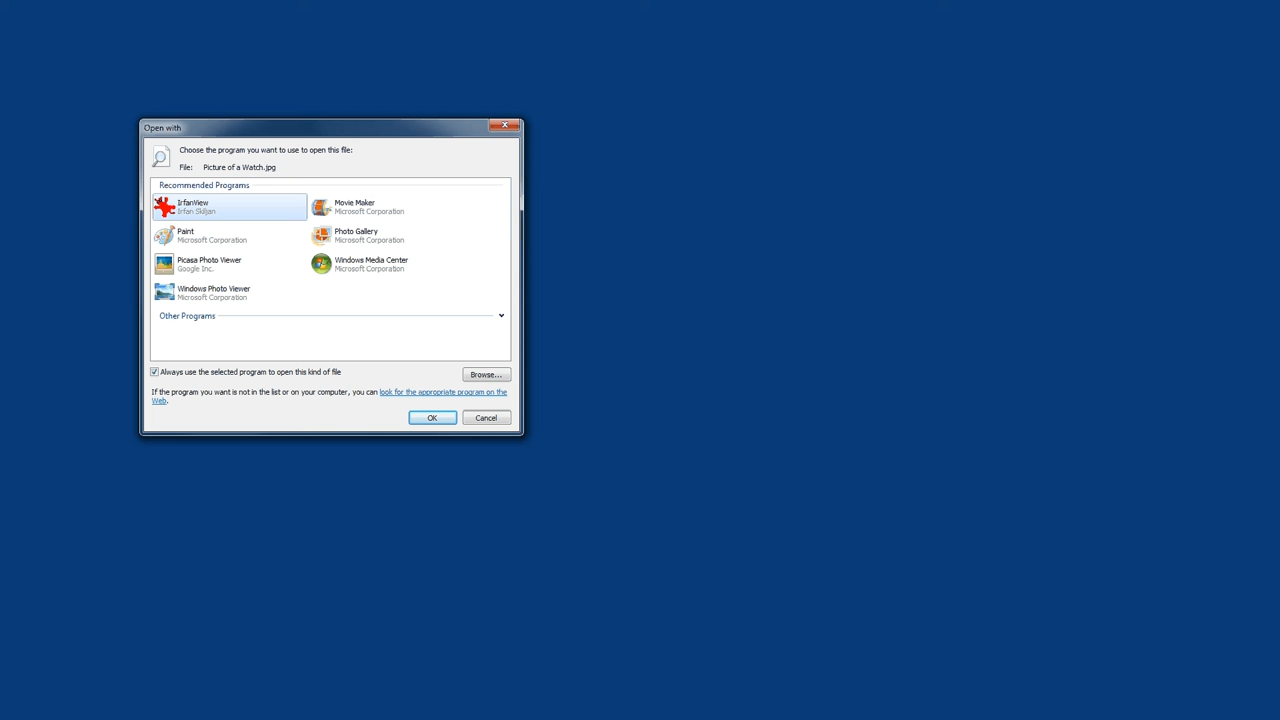 Open with
Choose the program you want to use to open this file:
File: Picture of a Watch.jpg
Recommended Programs
IrfanView
Irfan Skiljan
Movie Maker
Microsoft Corporation
Paint
Microsoft Corporation
Photo Gallery
Microsoft Corporation
Picasa Photo Viewer
Google Inc.
Windows Media Center
Microsoft Corporation
Windows Photo Viewer
Microsoft Corporation
Other Programs
Always use the selected program to open this kind of file
Browse...
If the program you want is not in the list or on your computer, you can look for the appropriate program on the
Web.
OK Cancel